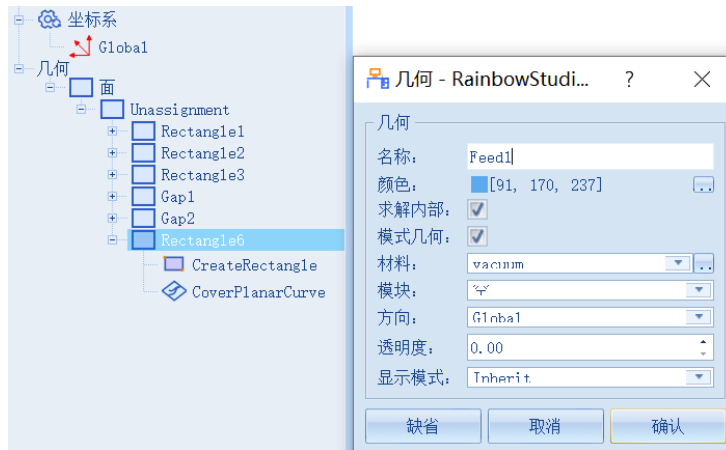 坐标系
Global
几何
面
Unassignment
Rectangle1
Rectangle2
Rectangle3
Gap1
Gap2
Rectangle6
CreateRectangle
CoverPlanarCurve
几何 - RainbowStudi... ?
几何
名称: Feed1
颜色: [91, 170, 237] ..
求解内部:
模式几何:
材料: vacuum ..
模块:
方向: Global
透明度: 0.00
显示模式: Inherit
缺省 取消 确认